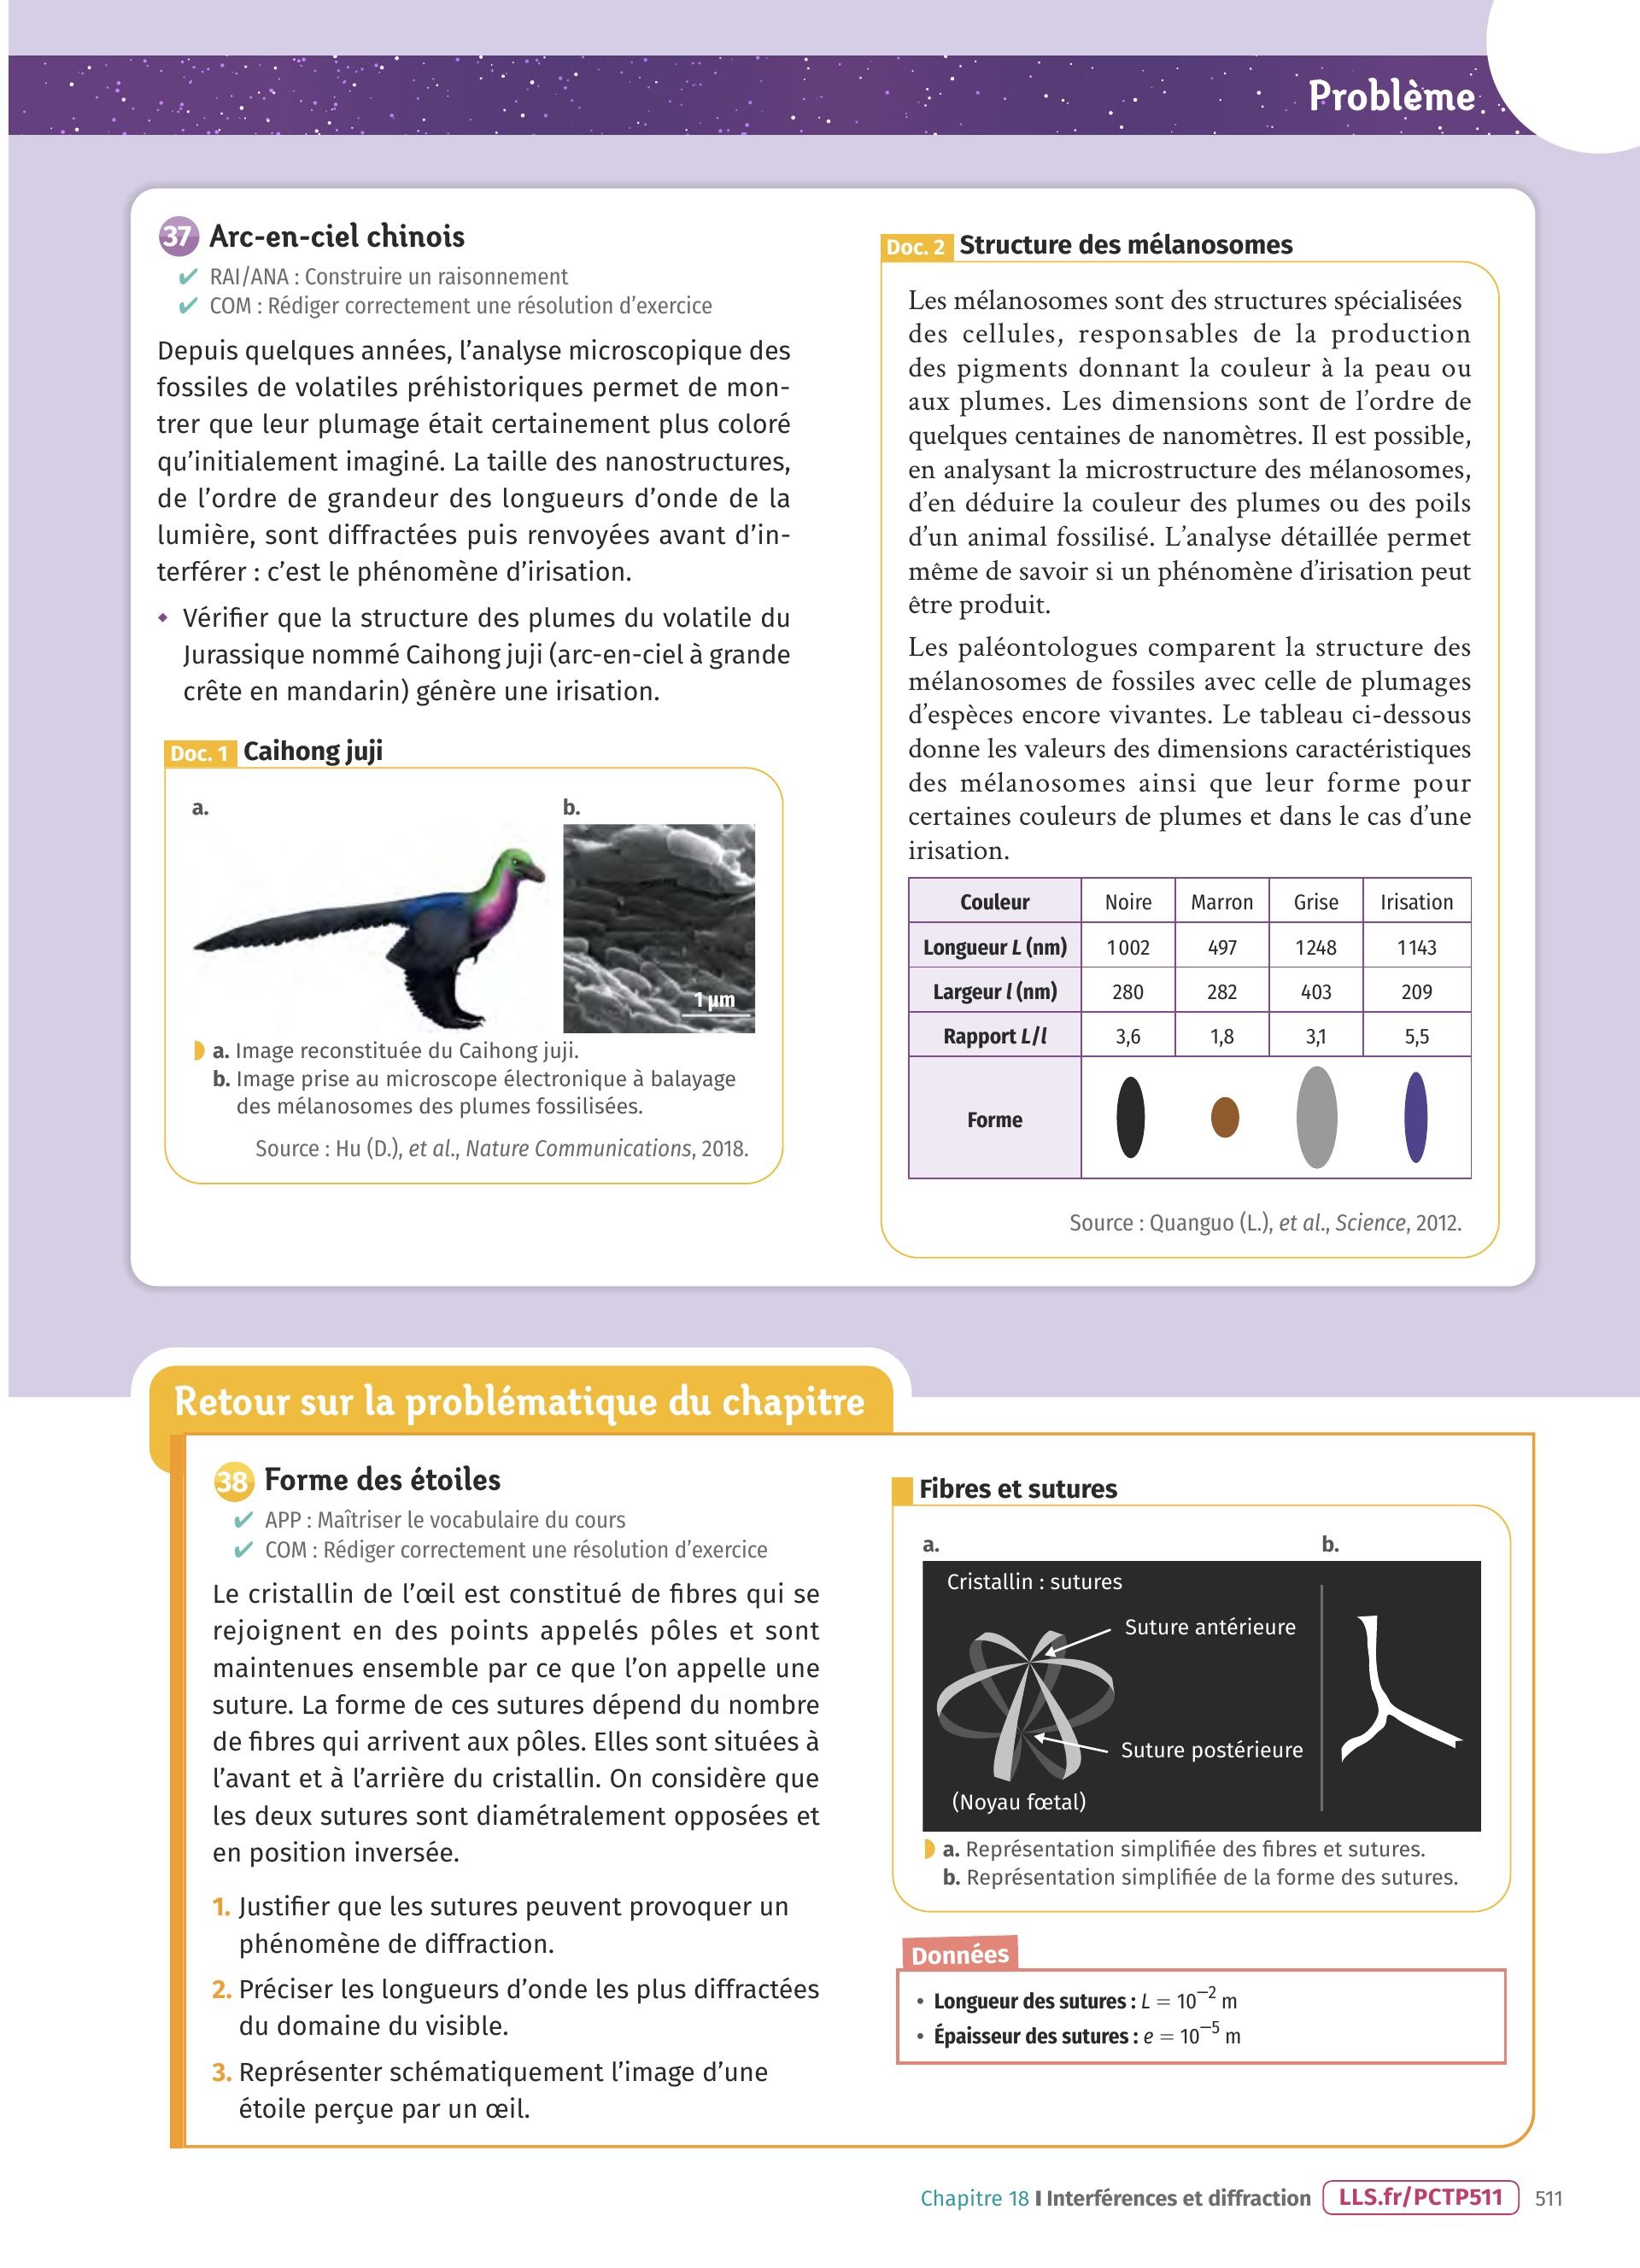 Problème
37 Arc-en-ciel chinois
✔ RAI/ANA : Construire un raisonnement
✔ COM : Rédiger correctement une résolution d’exercice
Depuis quelques années, l’analyse microscopique des
fossiles de volatiles préhistoriques permet de mon-
trer que leur plumage était certainement plus coloré
qu’initialement imaginé. La taille des nanostructures,
de l’ordre de grandeur des longueurs d’onde de la
lumière, sont diffractées puis renvoyées avant d’in-
terférer : c’est le phénomène d’irisation.
Vérifier que la structure des plumes du volatile du
Jurassique nommé Caihong juji (arc-en-ciel à grande
crête en mandarin) génère une irisation.
Doc. 1 Caihong juji
a.
b.
1 µm
a. Image reconstituée du Caihong juji.
b. Image prise au microscope électronique à balayage
des mélanosomes des plumes fossilisées.
Source : Hu (D.), et al., Nature Communications, 2018.
Doc. 2 Structure des mélanosomes
Les mélanosomes sont des structures spécialisées
des cellules, responsables de la production
des pigments donnant la couleur à la peau ou
aux plumes. Les dimensions sont de l’ordre de
quelques centaines de nanomètres. Il est possible,
en analysant la microstructure des mélanosomes,
d’en déduire la couleur des plumes ou des poils
d’un animal fossilisé. L’analyse détaillée permet
même de savoir si un phénomène d’irisation peut
être produit.
Les paléontologues comparent la structure des
mélanosomes de fossiles avec celle de plumages
d’espèces encore vivantes. Le tableau ci-dessous
donne les valeurs des dimensions caractéristiques
des mélanosomes ainsi que leur forme pour
certaines couleurs de plumes et dans le cas d’une
irisation.
Couleur Noire Marron Grise Irisation
Longueur L (nm) 1 002 497 1 248 1 143
Largeur l (nm) 280 282 403 209
Rapport L/l 3,6 1,8 3,1 5,5
Forme
Source : Quanguo (L.), et al., Science, 2012.
Retour sur la problématique du chapitre
38 Forme des étoiles
✔ APP : Maîtriser le vocabulaire du cours
✔ COM : Rédiger correctement une résolution d’exercice
Le cristallin de l’œil est constitué de fibres qui se
rejoignent en des points appelés pôles et sont
maintenues ensemble par ce que l’on appelle une
suture. La forme de ces sutures dépend du nombre
de fibres qui arrivent aux pôles. Elles sont situées à
l’avant et à l’arrière du cristallin. On considère que
les deux sutures sont diamétralement opposées et
en position inversée.
1. Justifier que les sutures peuvent provoquer un
phénomène de diffraction.
2. Préciser les longueurs d’onde les plus diffractées
du domaine du visible.
3. Représenter schématiquement l’image d’une
étoile perçue par un œil.
Fibres et sutures
a.
b.
Cristallin : sutures
Suture antérieure
Suture postérieure
(Noyau fœtal)
a. Représentation simplifiée des fibres et sutures.
b. Représentation simplifiée de la forme des sutures.
Données
• Longueur des sutures : L = 10⁻² m
• Épaisseur des sutures : e = 10⁻⁵ m
Chapitre 18 I Interférences et diffraction LLS.fr/PCTP511 511